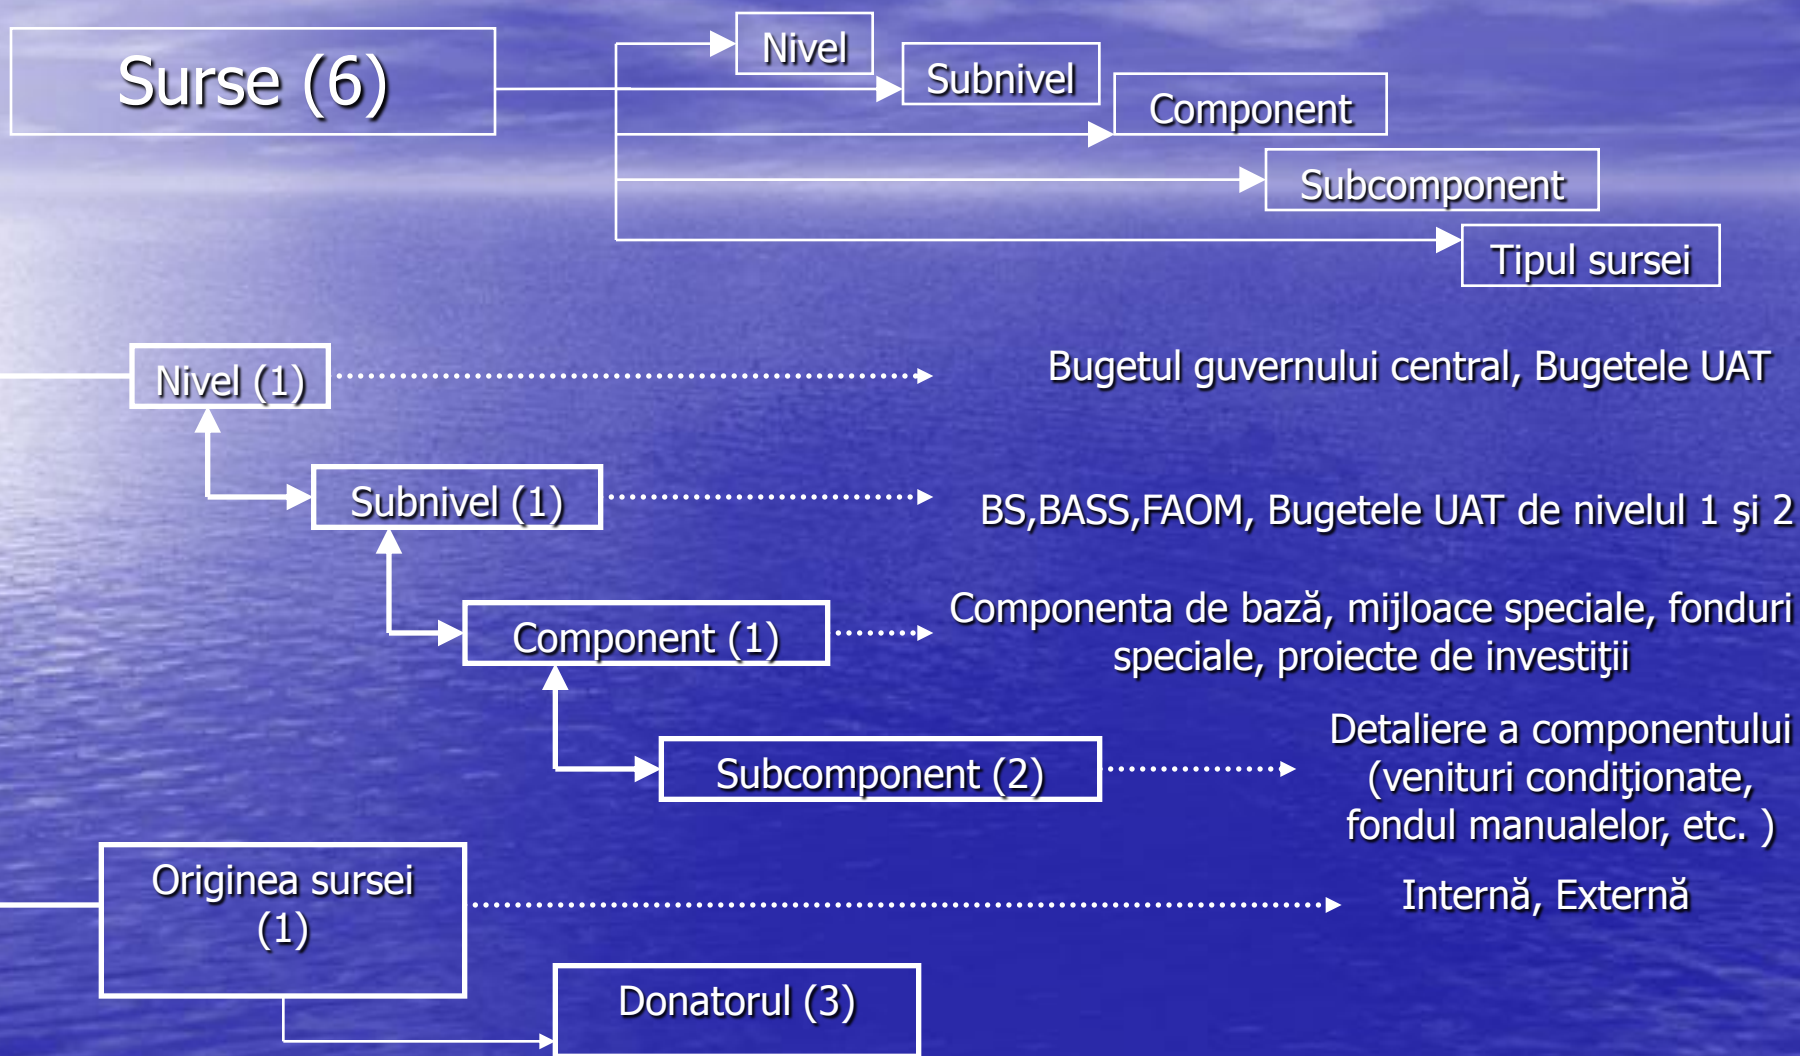 Surse (6)
Nivel
Subnivel
Component
Subcomponent
Tipul sursei
Nivel (1)
Bugetul guvernului central, Bugetele UAT
Subnivel (1)
BS,BASS,FAOM, Bugetele UAT de nivelul 1 şi 2
Component (1)
Componenta de bază, mijloace speciale, fonduri
speciale, proiecte de investiţii
Subcomponent (2)
Detaliere a componentului
(venituri condiţionate,
fondul manualelor, etc. )
Originea sursei
(1)
Internă, Externă
Donatorul (3)